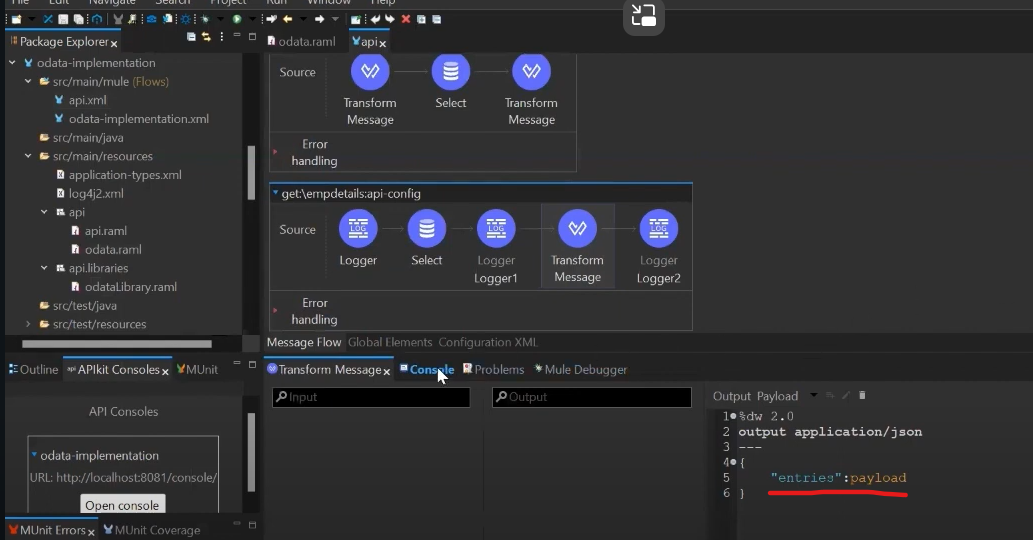 File Edit Navigate Search Project Run Window Help
Package Explorer
odata.raml
api
odata-implementation
src/main/mule (Flows)
api.xml
odata-implementation.xml
src/main/java
src/main/resources
application-types.xml
log4j2.xml
api
api.raml
odata.raml
api.libraries
odataLibrary.raml
src/test/java
src/test/resources
Source
Transform Message
Select
Transform Message
Error handling
get:\empdetails:api-config
Source
LOG
LOG
LOG
Logger
Select
Logger
Logger1
Transform Message
Logger
Logger2
Error handling
Message Flow Global Elements Configuration XML
Outline
API APIkit Consoles
MUnit
API Consoles
odata-implementation
URL: http://localhost:8081/console/
Open console
MUnit Errors
MUnit Coverage
Transform Message
Console
Problems
Mule Debugger
Input
Output
Output Payload
1 %dw 2.0
2 output application/json
3 ---
4 {
5 "entries":payload
6 }